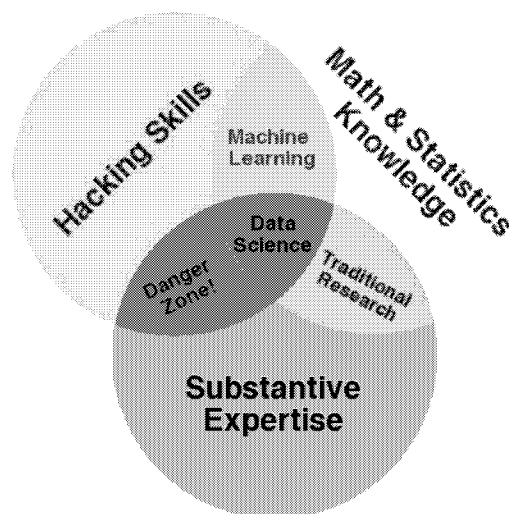 Hacking Skills
Math & Statistics
Knowledge
Machine
Learning
Data
Science
Danger
Zone!
Traditional
Research
Substantive
Expertise